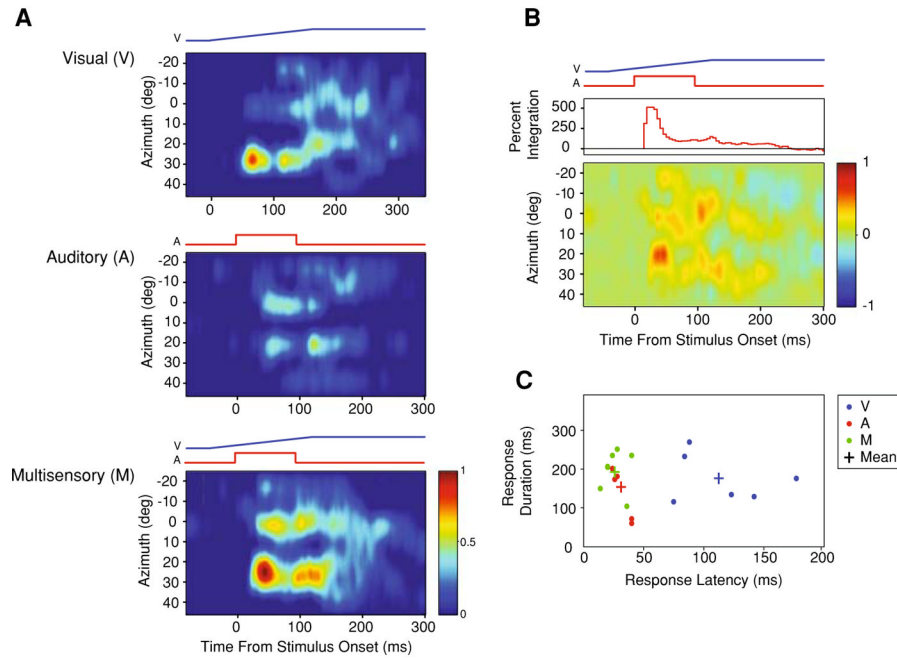 A
V
Visual (V)
Azimuth (deg)
-20
-10
0
10
20
30
40
0
100
200
300
A
Auditory (A)
Azimuth (deg)
-20
-10
0
10
20
30
40
0
100
200
300
V
A
Multisensory (M)
Azimuth (deg)
-20
-10
0
10
20
30
40
0
100
200
300
Time From Stimulus Onset (ms)
1
0.5
0
B
V
A
Percent
Integration
500
250
0
Azimuth (deg)
-20
-10
0
10
20
30
40
0
100
200
300
Time From Stimulus Onset (ms)
1
0
-1
C
Response
Duration (ms)
300
200
100
0
0
50
100
150
200
Response Latency (ms)
V
A
M
Mean